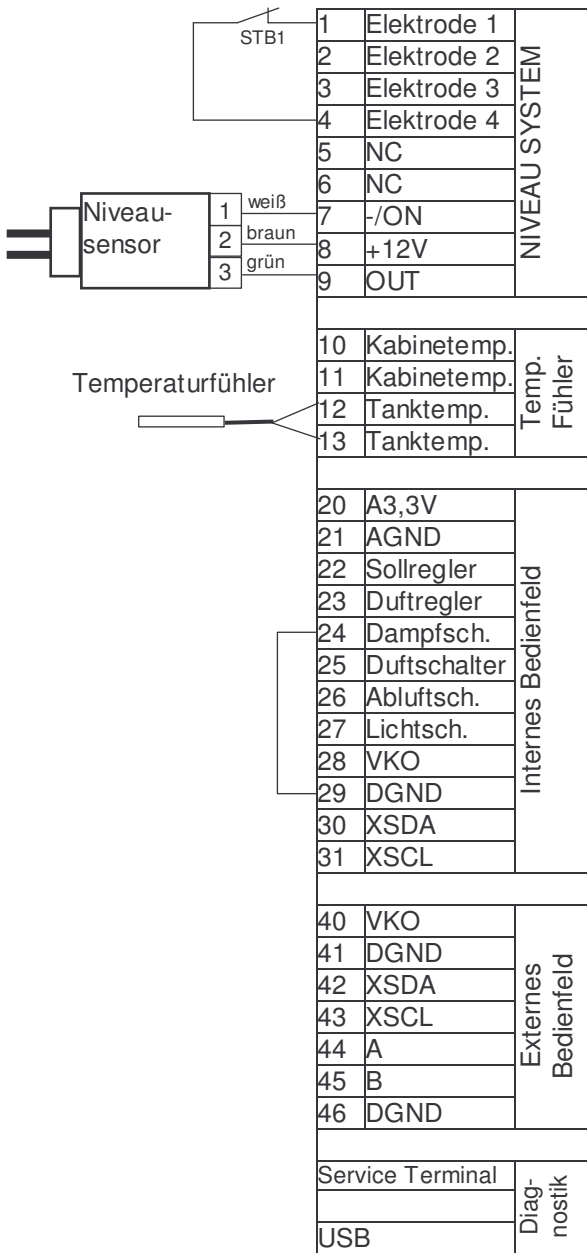 STB1
1 Elektrode 1
2 Elektrode 2
3 Elektrode 3
4 Elektrode 4
5 NC
6 NC
7 -/ON
8 +12V
9 OUT
NIVEAU SYSTEM
Niveau-
sensor
1 weiß
2 braun
3 grün
10 Kabinetemp.
11 Kabinetemp.
12 Tanktemp.
13 Tanktemp.
Temp.
Fühler
Temperaturfühler
20 A3,3V
21 AGND
22 Sollregler
23 Duftregler
24 Dampfsch.
25 Duftschalter
26 Abluftsch.
27 Lichtsch.
28 VKO
29 DGND
30 XSDA
31 XSCL
Internes Bedienfeld
40 VKO
41 DGND
42 XSDA
43 XSCL
44 A
45 B
46 DGND
Externes
Bedienfeld
Service Terminal
USB
Diag-
nostik